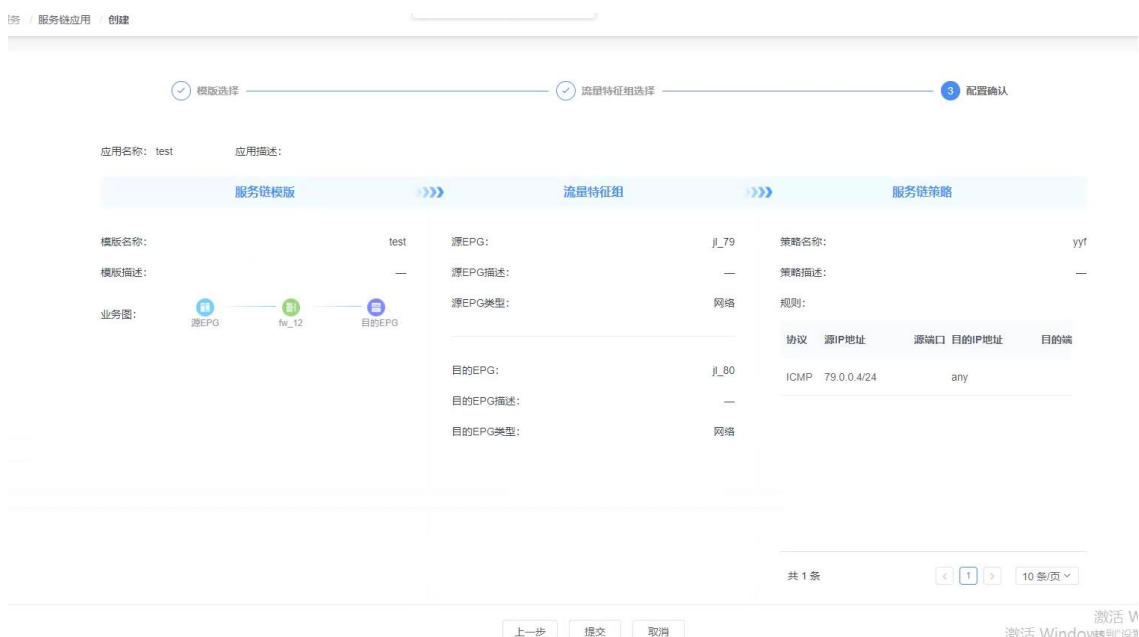 服务 / 服务链应用 / 创建
模版选择
流量特征组选择
3 配置确认
应用名称: test 应用描述:
服务链模版
流量特征组
服务链策略
模版名称: test
模版描述: —
业务图:
源EPG
fw_12
目的EPG
源EPG: jl_79
源EPG描述: —
源EPG类型: 网络
目的EPG: jl_80
目的EPG描述: —
目的EPG类型: 网络
策略名称: yyf
策略描述: —
规则:
协议 源IP地址 源端口 目的IP地址 目的端
ICMP 79.0.0.4/24 any
共 1 条
1
10 条/页
上一步 提交 取消
激活 W
激活 Windows